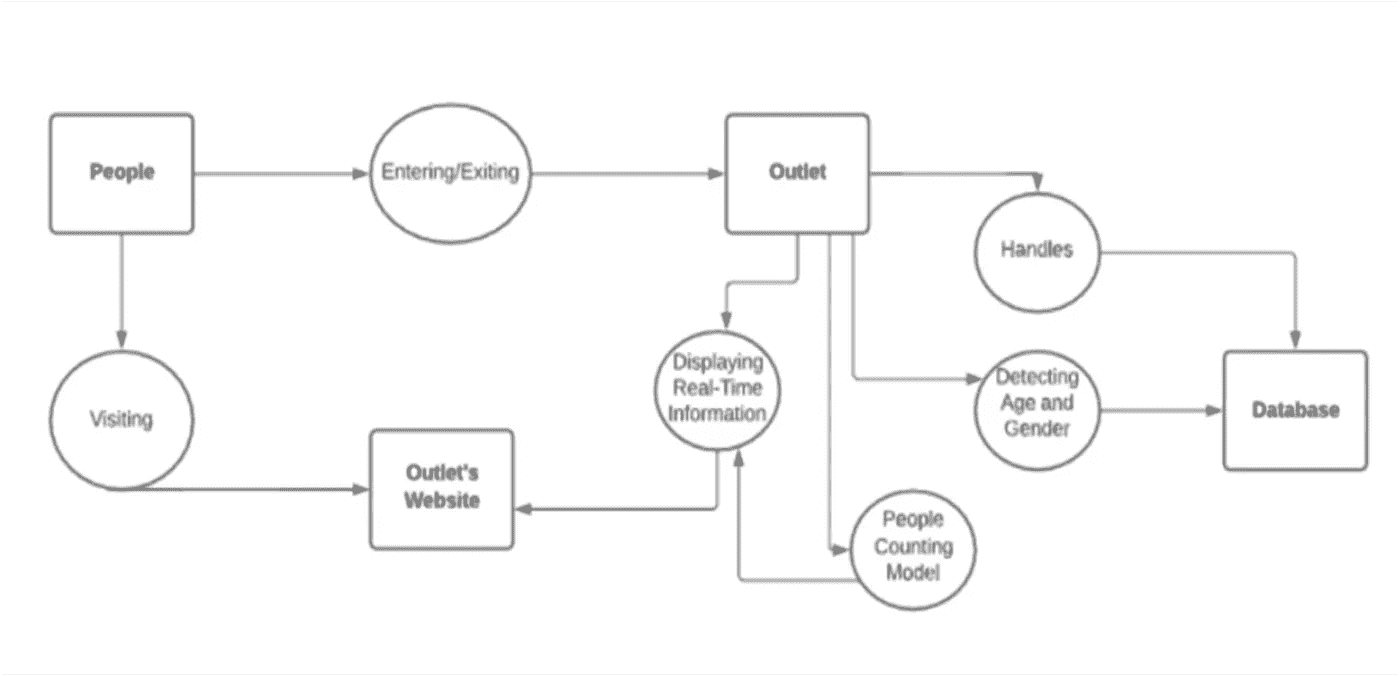 People
Entering/Exiting
Outlet
Handles
Visiting
Outlet's
Website
Displaying
Real-Time
Information
Detecting
Age and
Gender
Database
People
Counting
Model